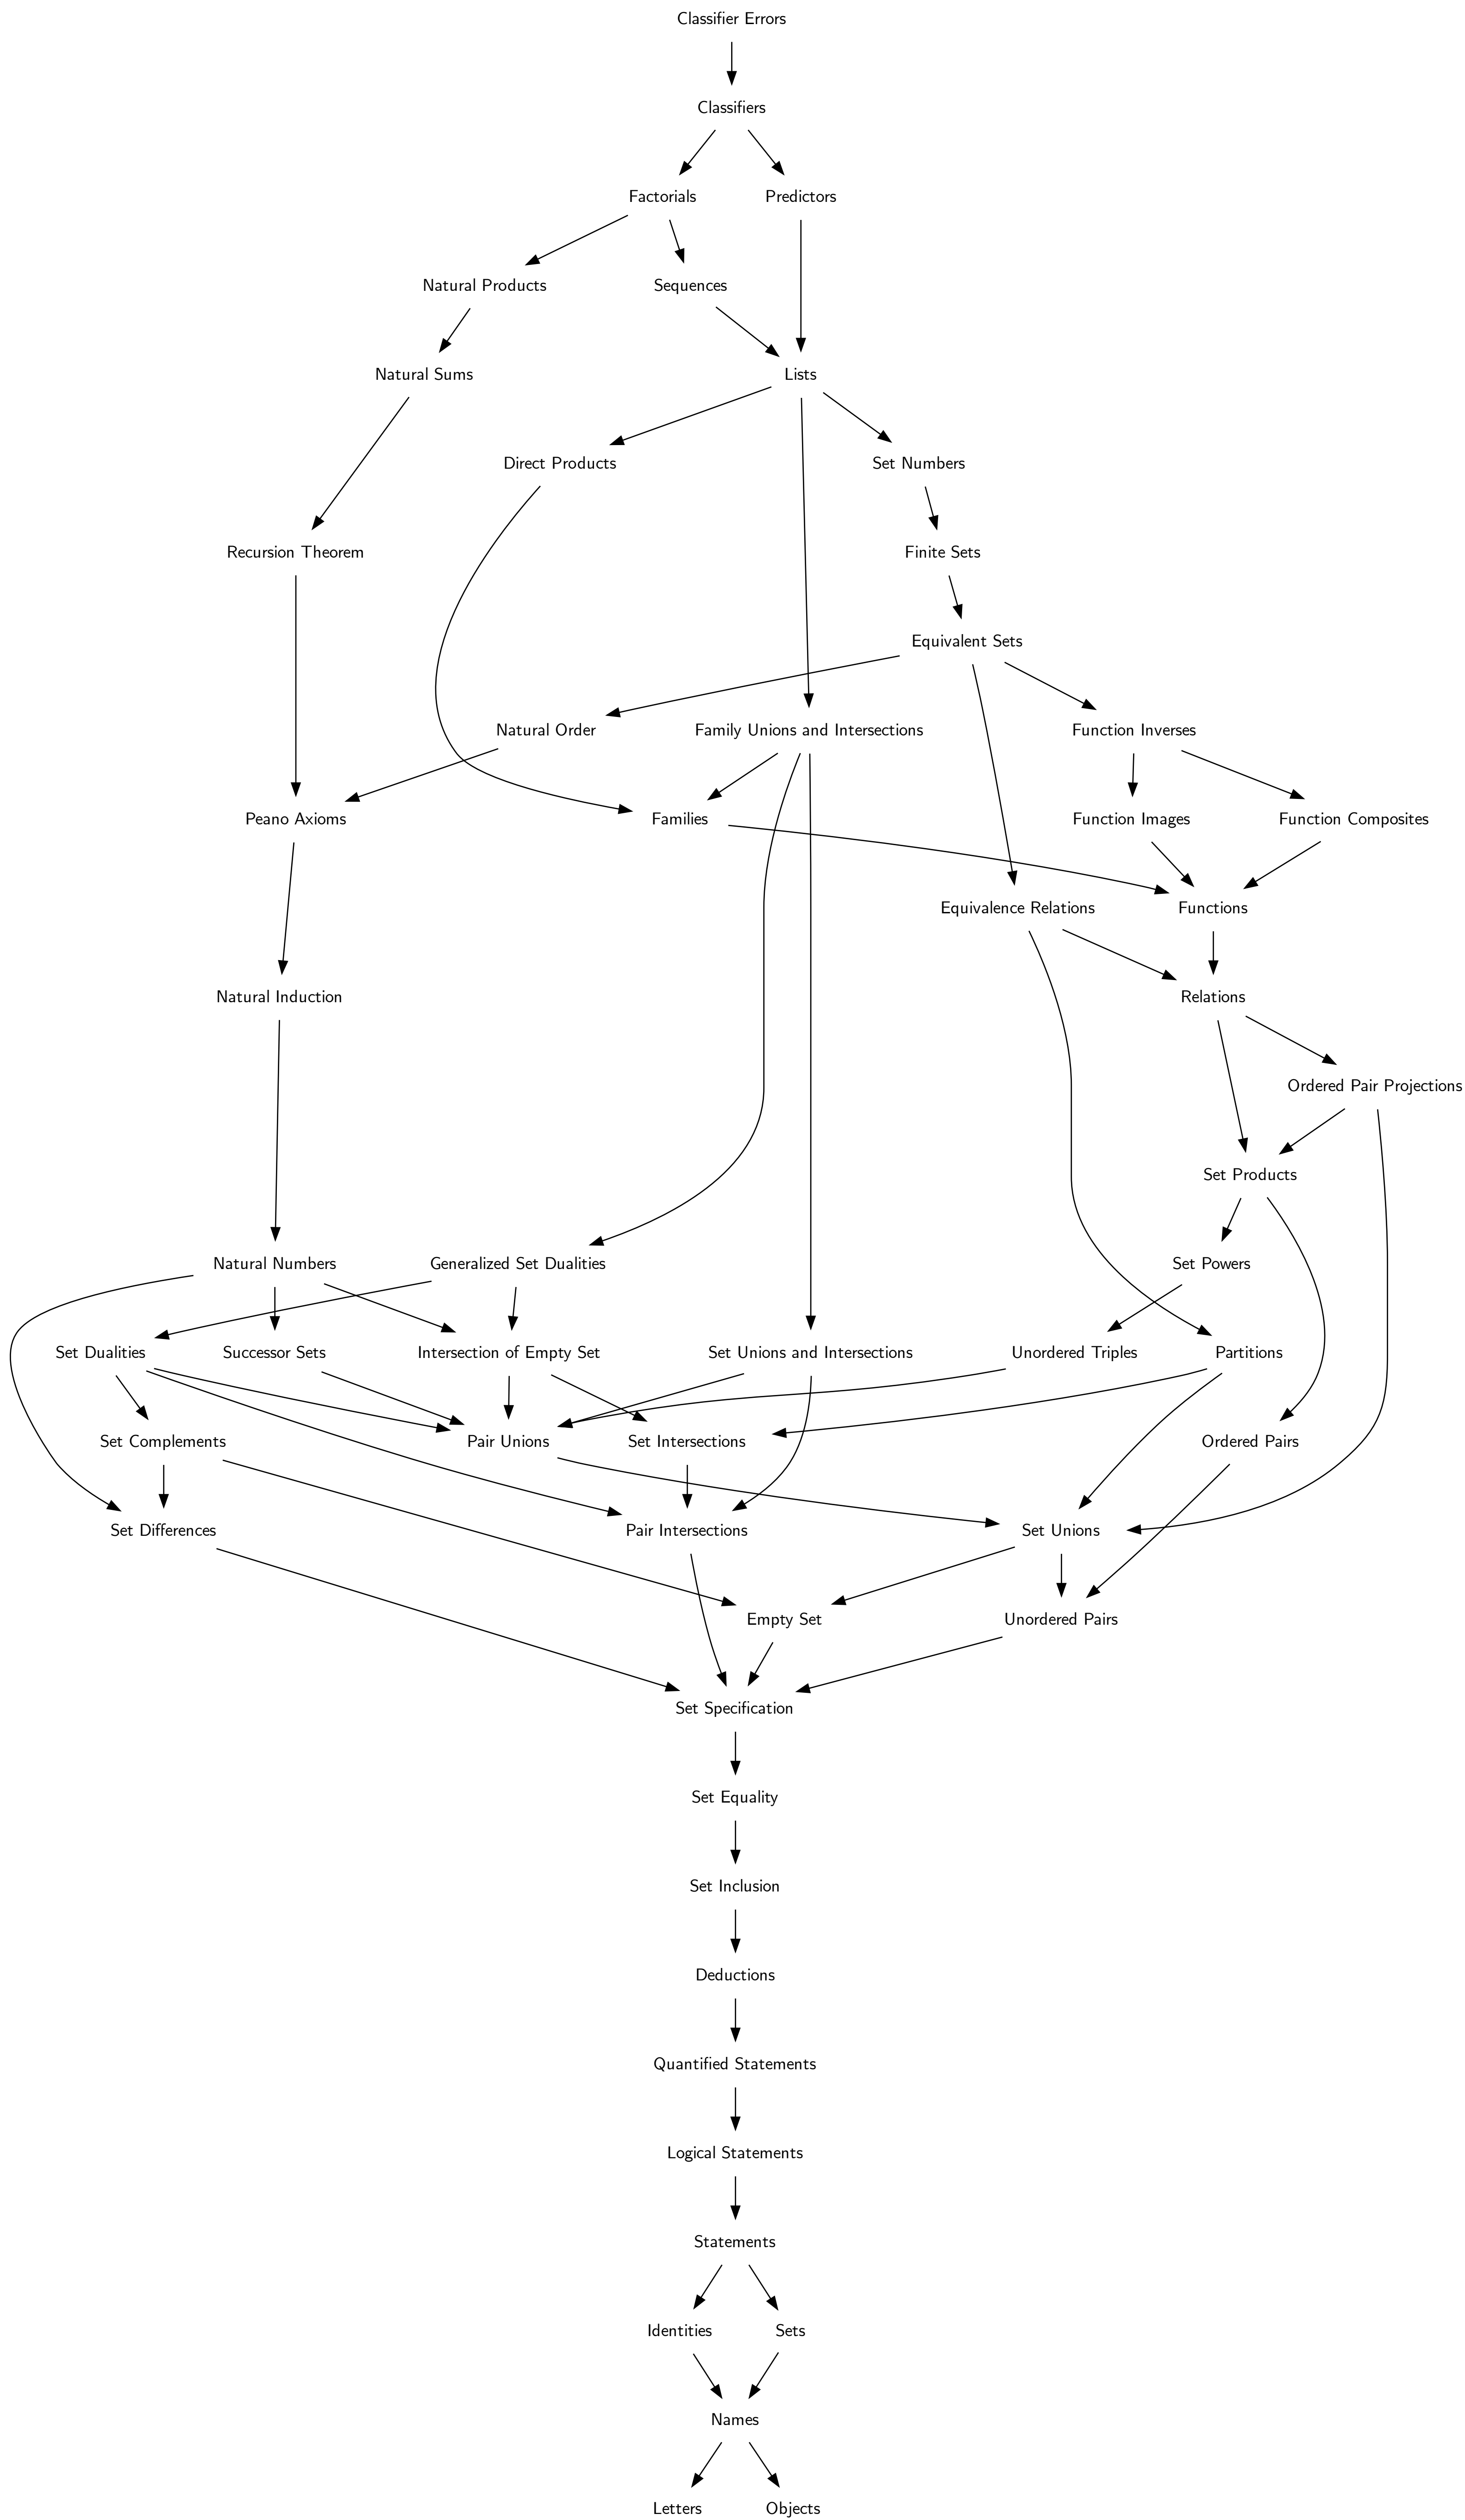 Classifier Errors
Classifiers
Factorials
Predictors
Natural Products
Sequences
Natural Sums
Lists
Direct Products
Set Numbers
Recursion Theorem
Finite Sets
Equivalent Sets
Natural Order
Family Unions and Intersections
Function Inverses
Peano Axioms
Families
Function Images
Function Composites
Equivalence Relations
Functions
Natural Induction
Relations
Ordered Pair Projections
Set Products
Natural Numbers
Generalized Set Dualities
Set Powers
Set Dualities
Successor Sets
Intersection of Empty Set
Set Unions and Intersections
Unordered Triples
Partitions
Set Complements
Pair Unions
Set Intersections
Ordered Pairs
Set Differences
Pair Intersections
Set Unions
Empty Set
Unordered Pairs
Set Specification
Set Equality
Set Inclusion
Deductions
Quantified Statements
Logical Statements
Statements
Identities
Sets
Names
Letters
Objects